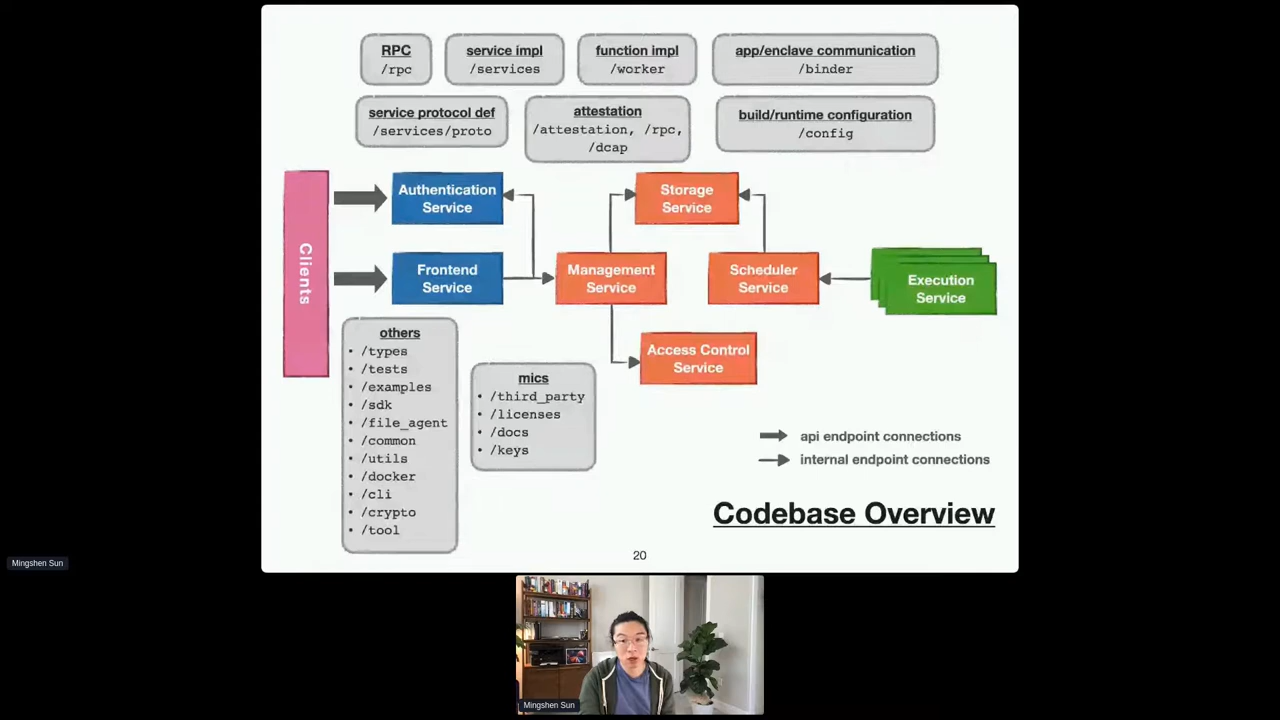 RPC
/rpc
service impl
/services
function impl
/worker
app/enclave communication
/binder
service protocol def
/services/proto
attestation
/attestation, /rpc,
/dcap
build/runtime configuration
/config
Clients
Authentication
Service
Storage
Service
Frontend
Service
Management
Service
Scheduler
Service
Execution
Service
Access Control
Service
others
• /types
• /tests
• /examples
• /sdk
• /file_agent
• /common
• /utils
• /docker
• /cli
• /crypto
• /tool
mics
• /third_party
• /licenses
• /docs
• /keys
api endpoint connections
internal endpoint connections
Codebase Overview
20
Mingshen Sun
Mingshen Sun